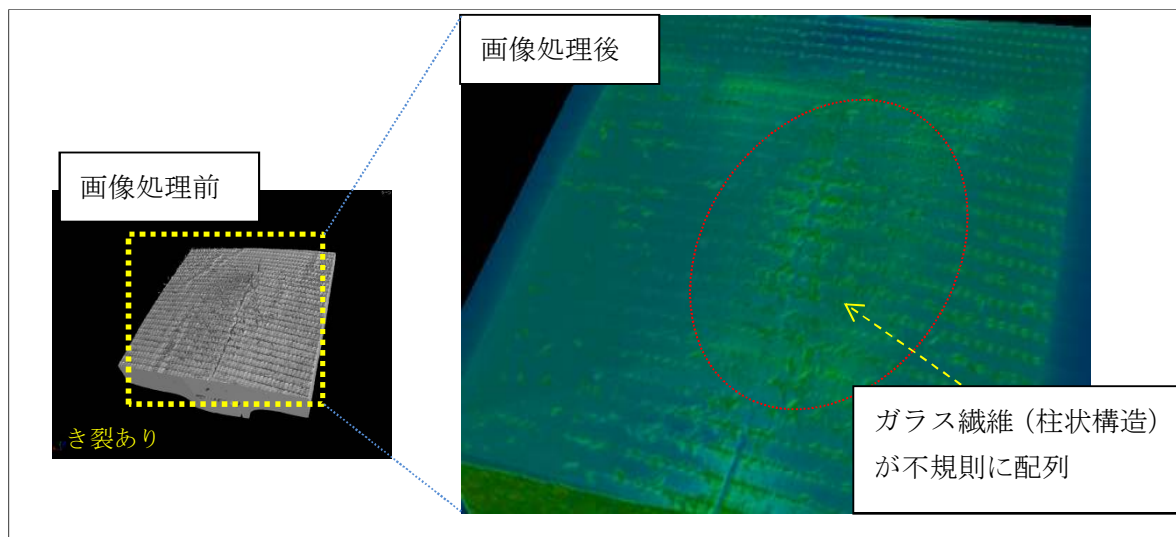 画像処理前
き裂あり
画像処理後
ガラス繊維（柱状構造）
が不規則に配列